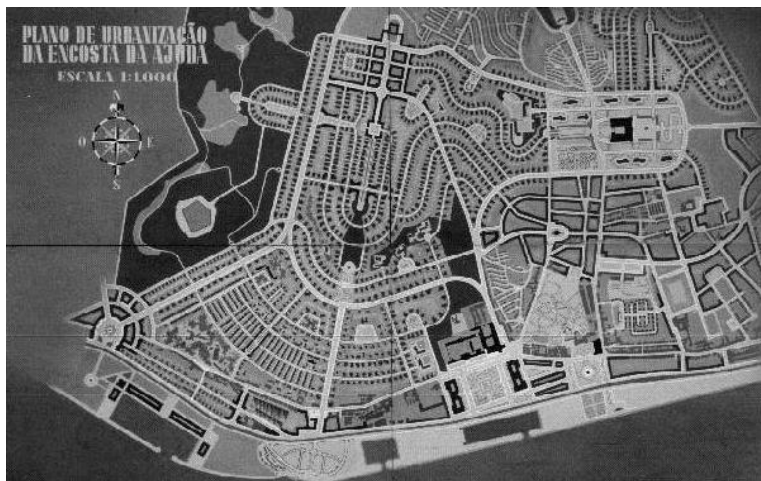 PLANO DE URBANIZAÇÃO
DA ENCOSTA DA AJUDA
ESCALA 1:1.000
N
O E
S